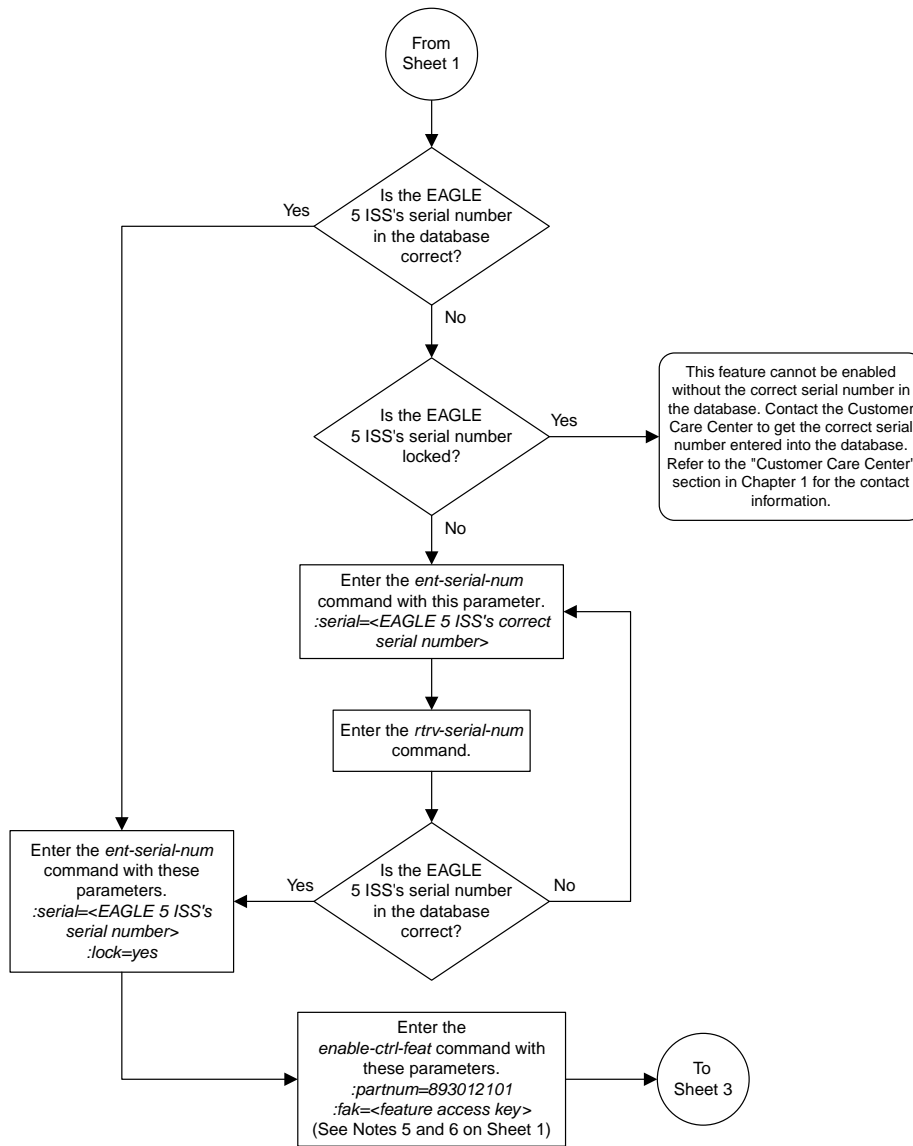 From
Sheet 1
Is the EAGLE
5 ISS's serial number
in the database
correct?
Yes
No
Is the EAGLE
5 ISS's serial number
locked?
Yes
This feature cannot be enabled
without the correct serial number in
the database. Contact the Customer
Care Center to get the correct serial
number entered into the database.
Refer to the "Customer Care Center"
section in Chapter 1 for the contact
information.
No
Enter the ent-serial-num
command with this parameter.
:serial=<EAGLE 5 ISS's correct
serial number>
Enter the rtrv-serial-num
command.
Is the EAGLE
5 ISS's serial number
in the database
correct?
Yes
No
Enter the ent-serial-num
command with these
parameters.
:serial=<EAGLE 5 ISS's
serial number>
:lock=yes
Enter the
enable-ctrl-feat command with
these parameters.
:partnum=893012101
:fak=<feature access key>
(See Notes 5 and 6 on Sheet 1)
To
Sheet 3